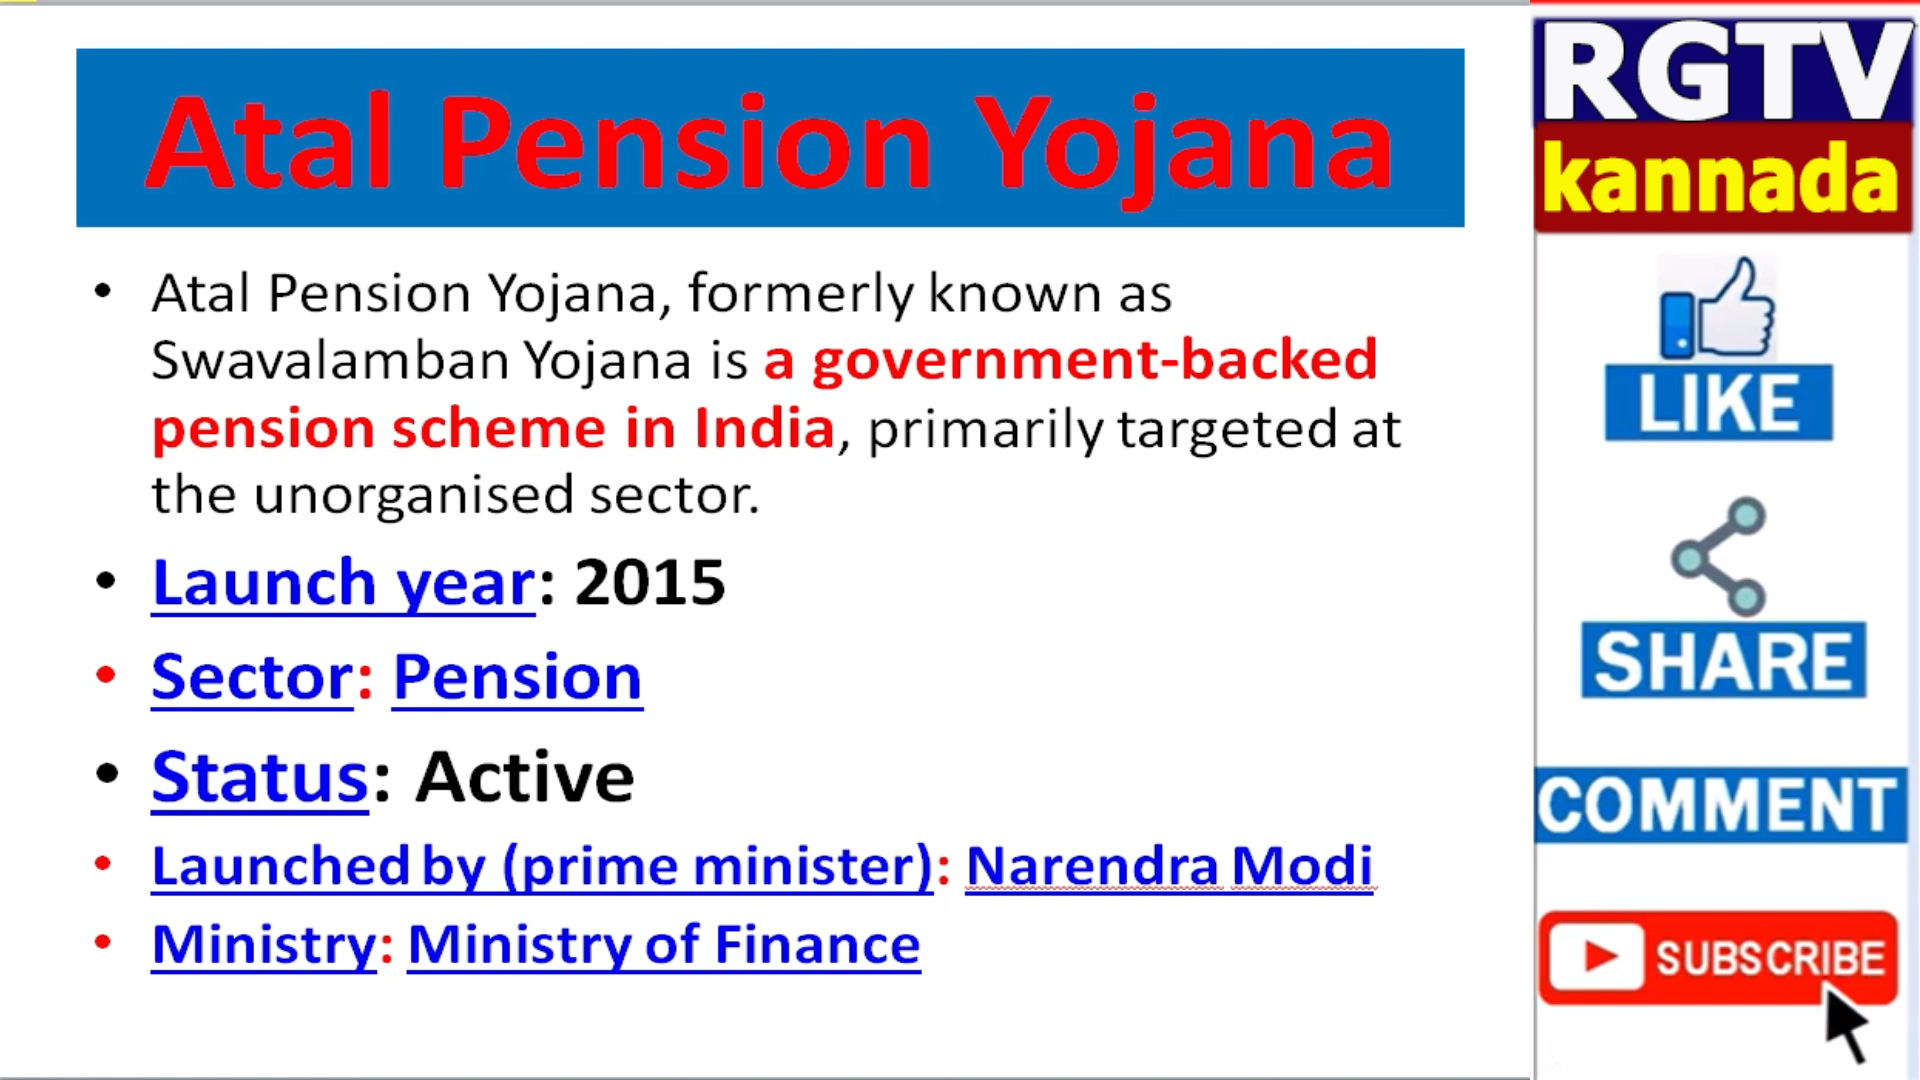 Atal Pension Yojana
• Atal Pension Yojana, formerly known as
Swavalamban Yojana is a government-backed
pension scheme in India, primarily targeted at
the unorganised sector.
• Launch year: 2015
• Sector: Pension
• Status: Active
• Launched by (prime minister): Narendra Modi
• Ministry: Ministry of Finance
RGTV
kannada
LIKE
SHARE
COMMENT
SUBSCRIBE